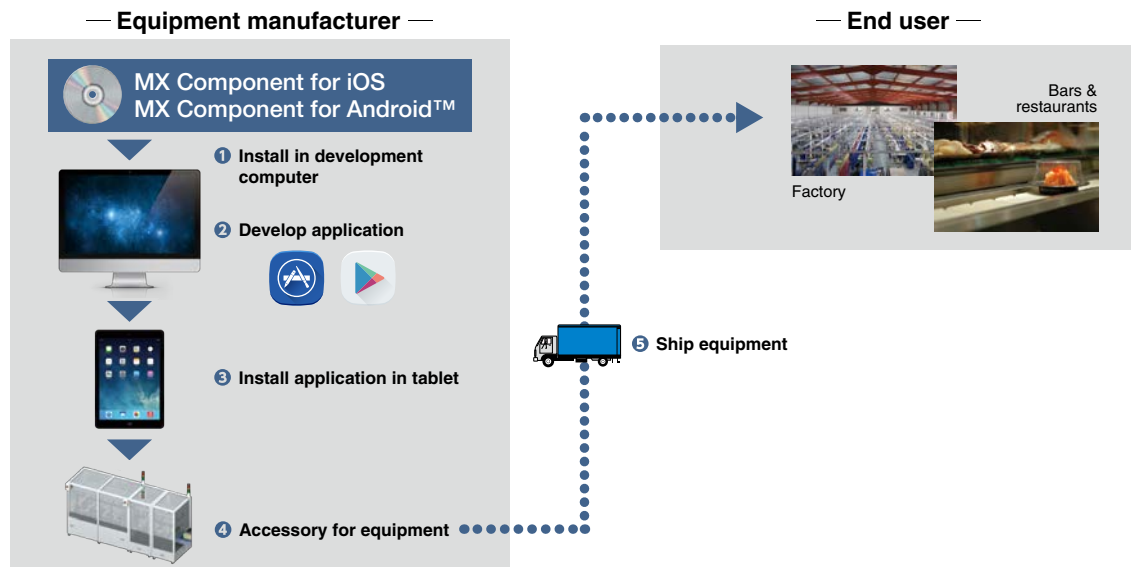 Equipment manufacturer
MX Component for iOS
MX Component for Android™
❶ Install in development
computer
❷ Develop application
❸ Install application in tablet
❹ Accessory for equipment
❺ Ship equipment
End user
Bars &
restaurants
Factory